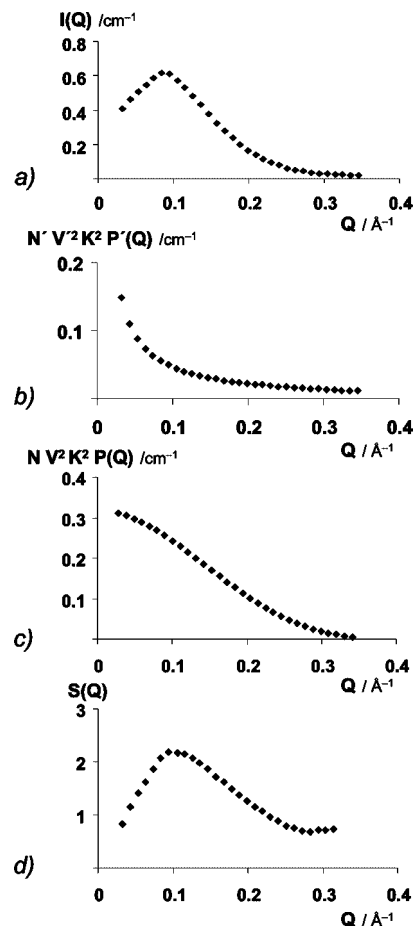 I(Q) /cm⁻¹
0.8
0.6
0.4
0.2
0 0.1 0.2 0.3 0.4
Q / Å⁻¹
a)
N´ V´² K² P´(Q) /cm⁻¹
0.2
0.1
0 0.1 0.2 0.3 0.4
Q / Å⁻¹
b)
N V² K² P(Q) /cm⁻¹
0.4
0.3
0.2
0.1
0 0.1 0.2 0.3 0.4
Q / Å⁻¹
c)
S(Q)
3
2
1
0 0.1 0.2 0.3 0.4
Q / Å⁻¹
d)